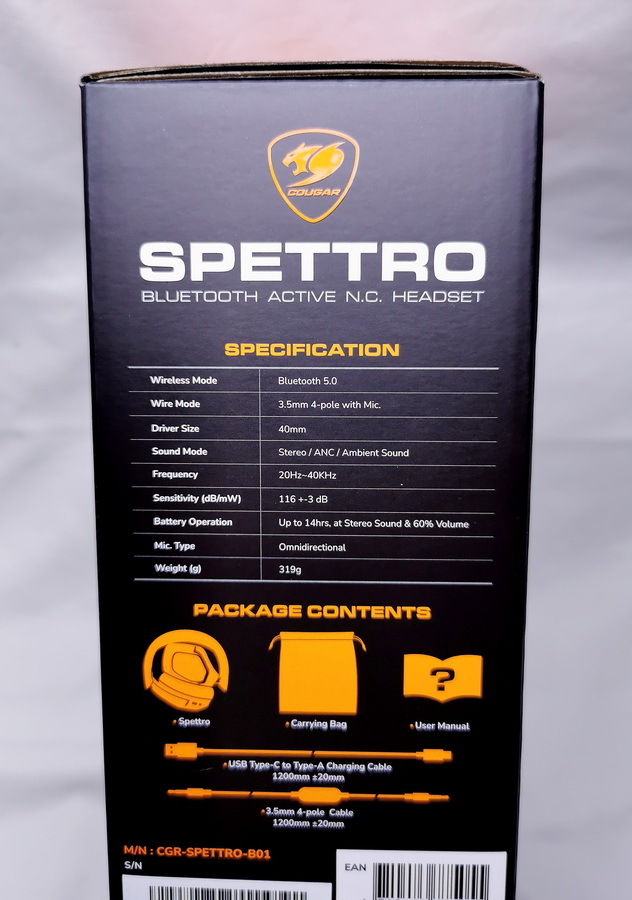 COUGAR
SPETTRO
BLUETOOTH ACTIVE N.C. HEADSET
SPECIFICATION
Wireless Mode Bluetooth 5.0
Wire Mode 3.5mm 4-pole with Mic.
Driver Size 40mm
Sound Mode Stereo / ANC / Ambient Sound
Frequency 20Hz~40KHz
Sensitivity (dB/mW) 116 +-3 dB
Battery Operation Up to 14hrs, at Stereo Sound & 60% Volume
Mic. Type Omnidirectional
Weight (g) 319g
PACKAGE CONTENTS
?
• Spettro • Carrying Bag • User Manual
• USB Type-C to Type-A Charging Cable
1200mm ±20mm
• 3.5mm 4-pole Cable
1200mm ±20mm
M/N : CGR-SPETTRO-B01
S/N
EAN